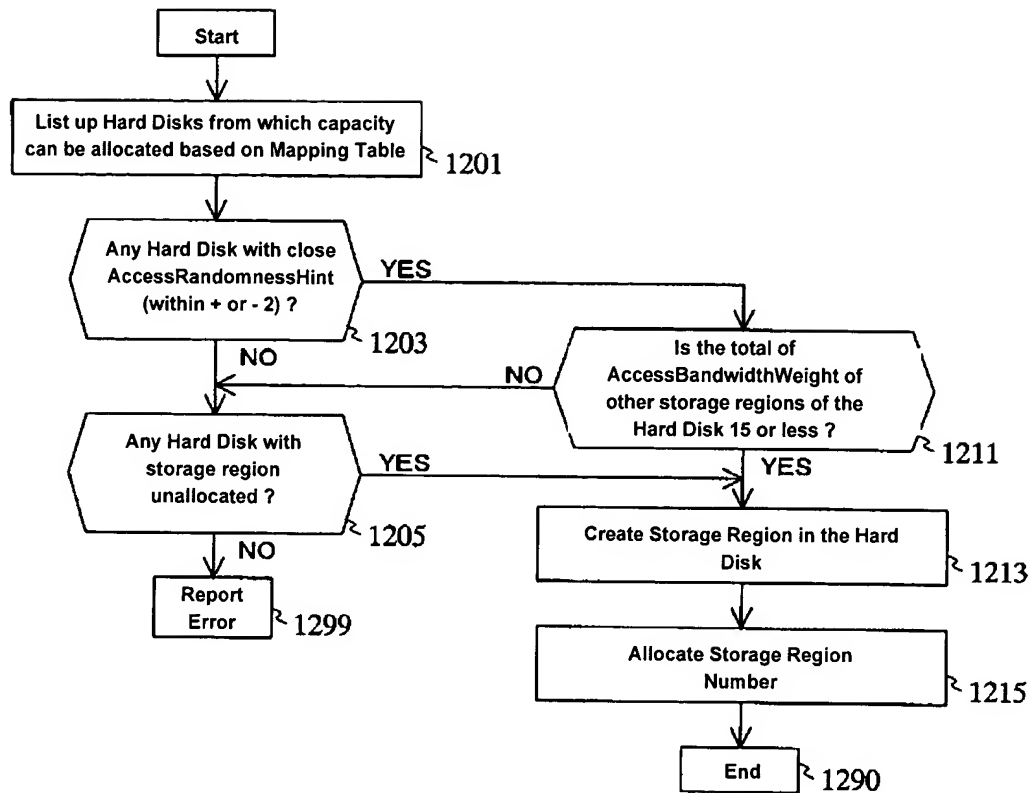 Start
List up Hard Disks from which capacity
can be allocated based on Mapping Table
1201
Any Hard Disk with close
AccessRandomnessHint
(within + or - 2) ?
1203
YES
NO
Is the total of
AccessBandwidthWeight of
other storage regions of the
Hard Disk 15 or less ?
1211
NO
YES
Any Hard Disk with
storage region
unallocated ?
1205
YES
NO
Create Storage Region in the Hard
Disk
1213
Report
Error
1299
Allocate Storage Region
Number
1215
End
1290